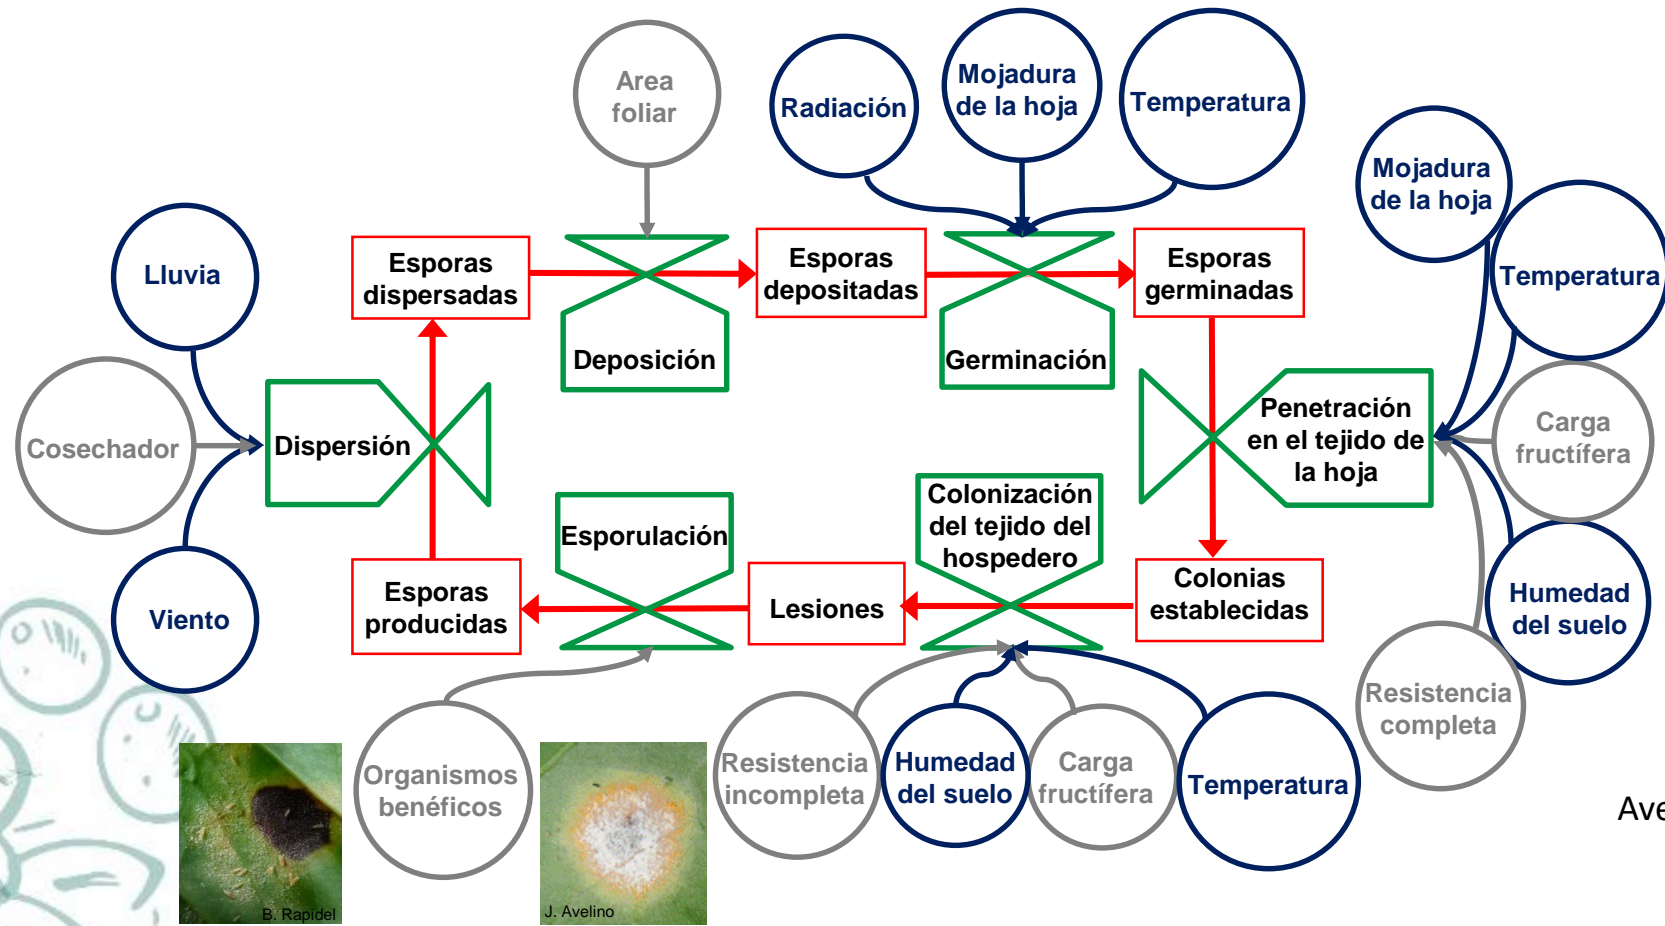 Area
foliar
Radiación
Mojadura
de la hoja
Temperatura
Mojadura
de la hoja
Temperatura
Lluvia
Esporas
dispersadas
Esporas
depositadas
Esporas
germinadas
Deposición
Germinación
Cosechador
Dispersión
Penetración
en el tejido de
la hoja
Carga
fructífera
Esporulación
Colonización
del tejido del
hospedero
Viento
Esporas
producidas
Lesiones
Colonias
establecidas
Humedad
del suelo
Resistencia
completa
Organismos
benéficos
Resistencia
incompleta
Humedad
del suelo
Carga
fructífera
Temperatura
Ave
B. Rapidel
J. Avelino